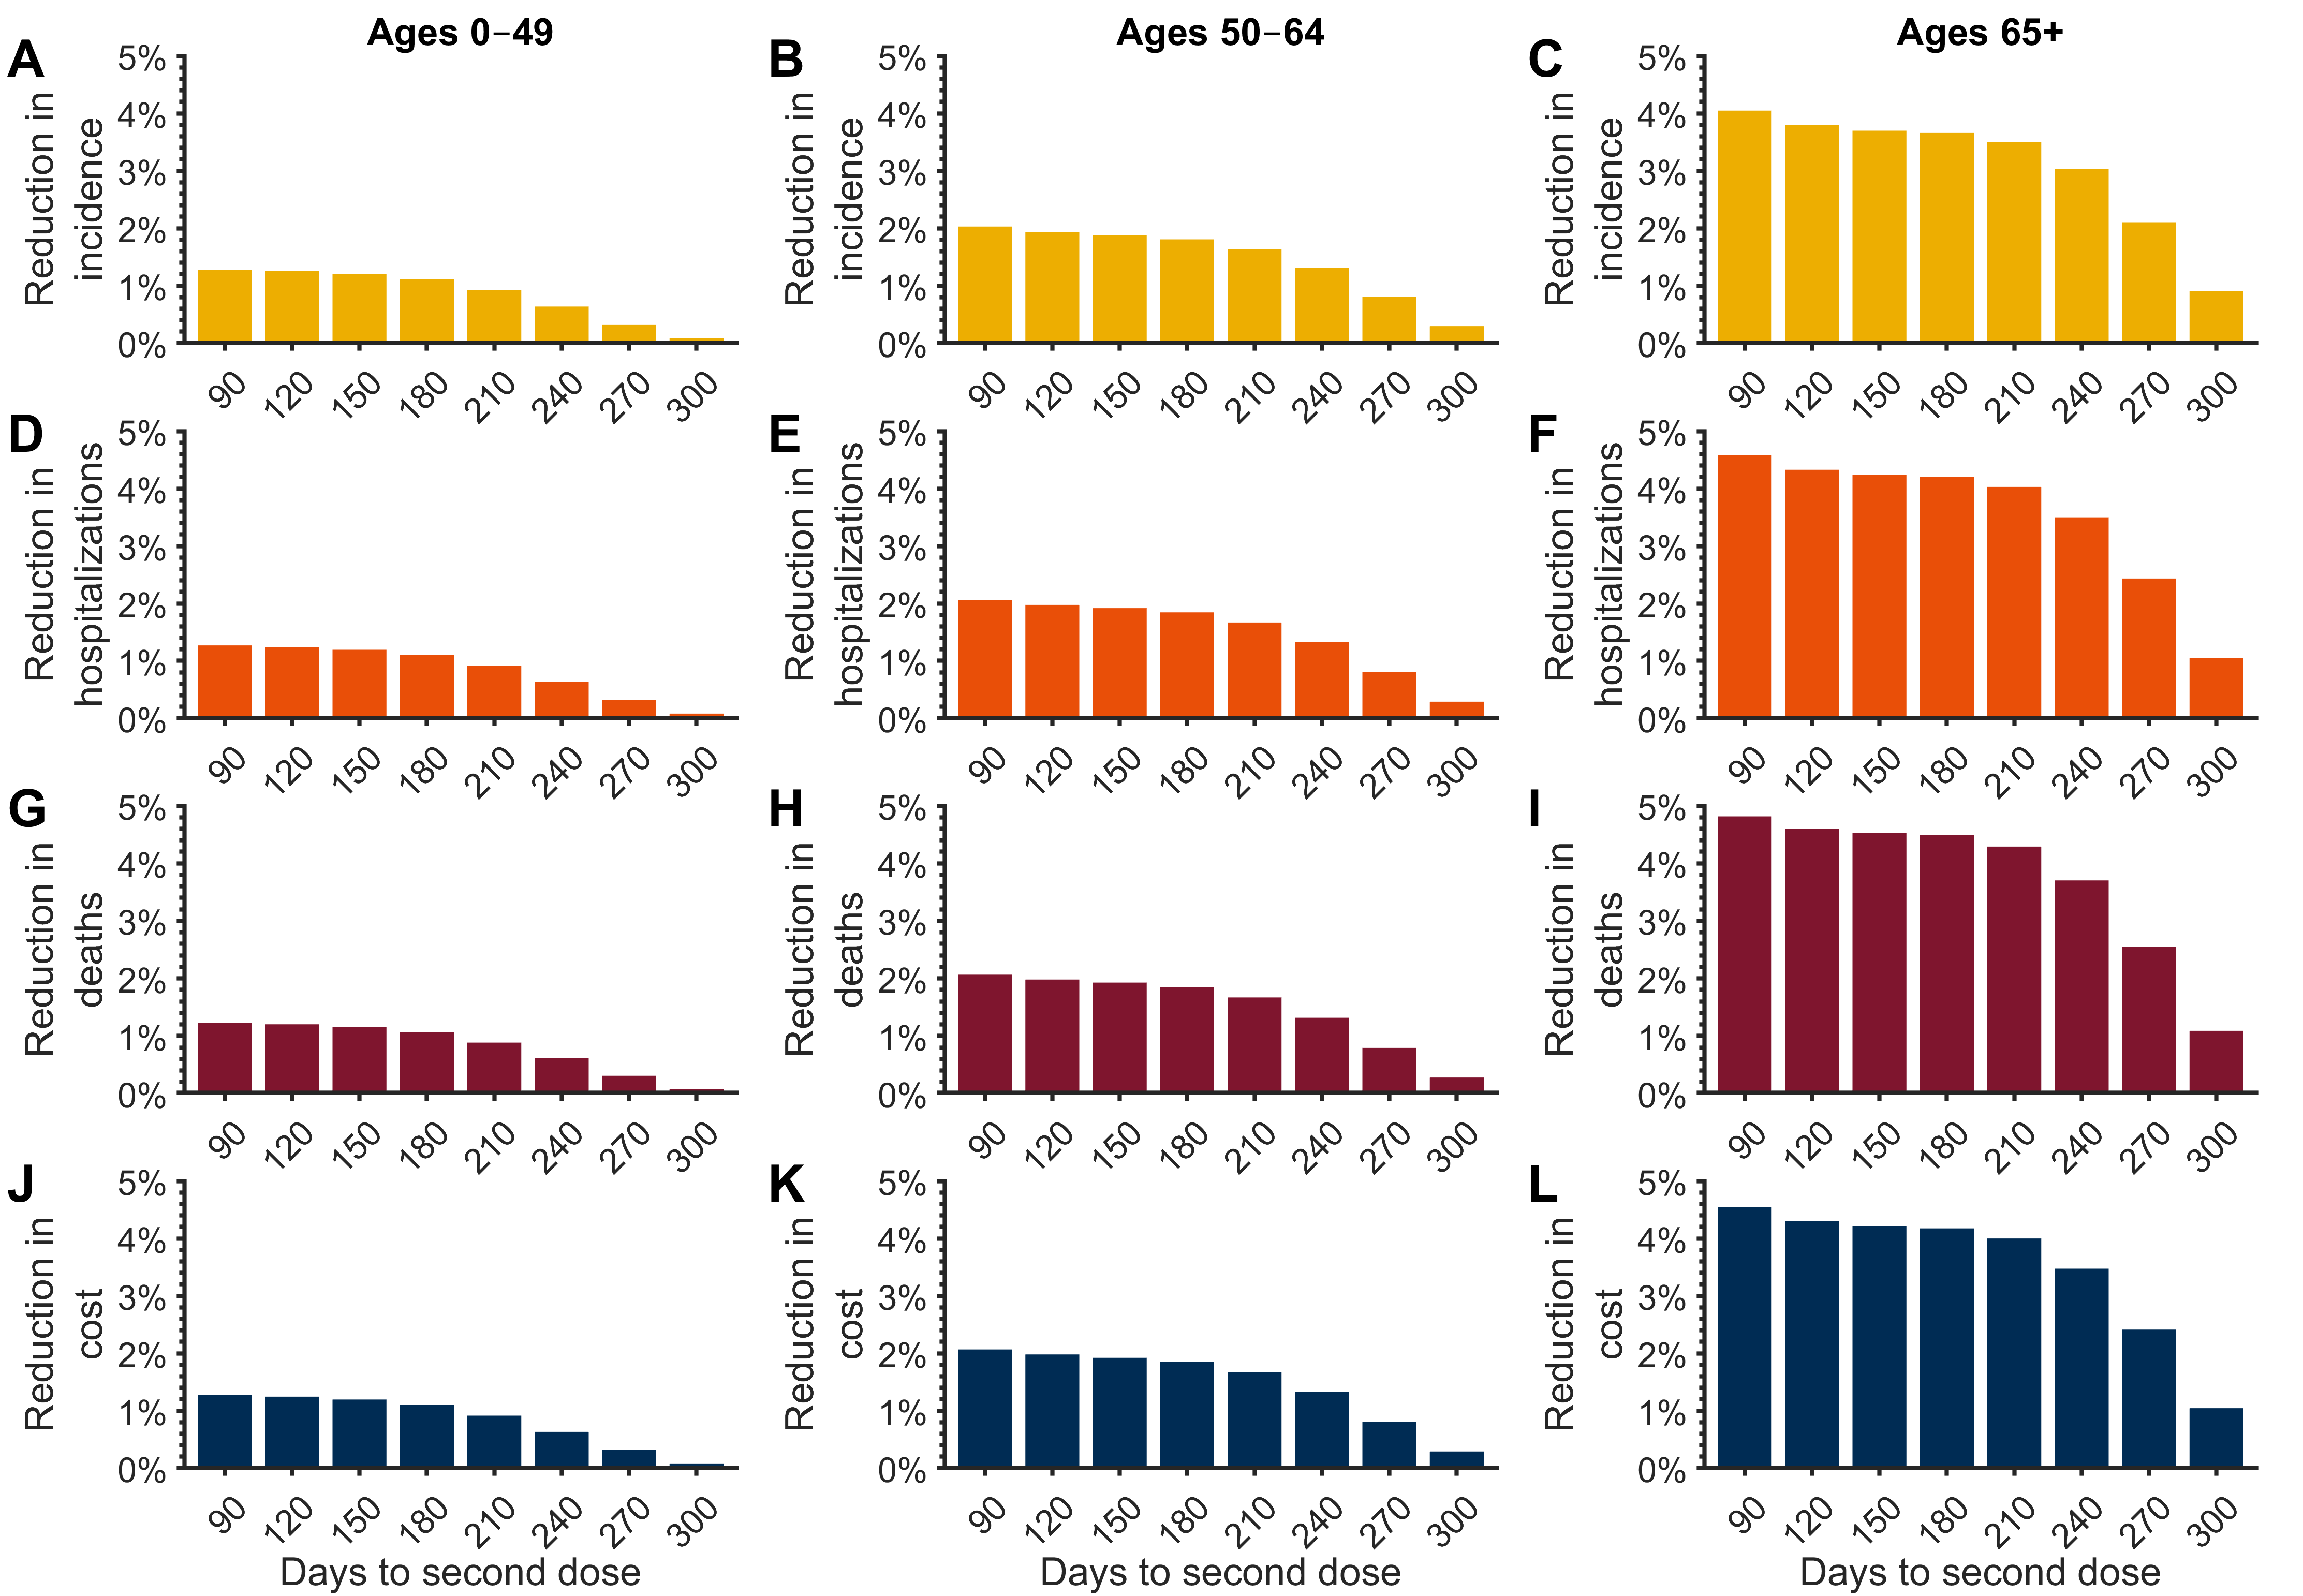 Ages 0–49
Ages 50–64
Ages 65+
A
Reduction in
incidence
5%
4%
3%
2%
1%
0%
90 120 150 180 210 240 270 300
B
Reduction in
incidence
5%
4%
3%
2%
1%
0%
90 120 150 180 210 240 270 300
C
Reduction in
incidence
5%
4%
3%
2%
1%
0%
90 120 150 180 210 240 270 300
D
Reduction in
hospitalizations
5%
4%
3%
2%
1%
0%
90 120 150 180 210 240 270 300
E
Reduction in
hospitalizations
5%
4%
3%
2%
1%
0%
90 120 150 180 210 240 270 300
F
Reduction in
hospitalizations
5%
4%
3%
2%
1%
0%
90 120 150 180 210 240 270 300
G
Reduction in
deaths
5%
4%
3%
2%
1%
0%
90 120 150 180 210 240 270 300
H
Reduction in
deaths
5%
4%
3%
2%
1%
0%
90 120 150 180 210 240 270 300
I
Reduction in
deaths
5%
4%
3%
2%
1%
0%
90 120 150 180 210 240 270 300
J
Reduction in
cost
5%
4%
3%
2%
1%
0%
90 120 150 180 210 240 270 300
Days to second dose
K
Reduction in
cost
5%
4%
3%
2%
1%
0%
90 120 150 180 210 240 270 300
Days to second dose
L
Reduction in
cost
5%
4%
3%
2%
1%
0%
90 120 150 180 210 240 270 300
Days to second dose